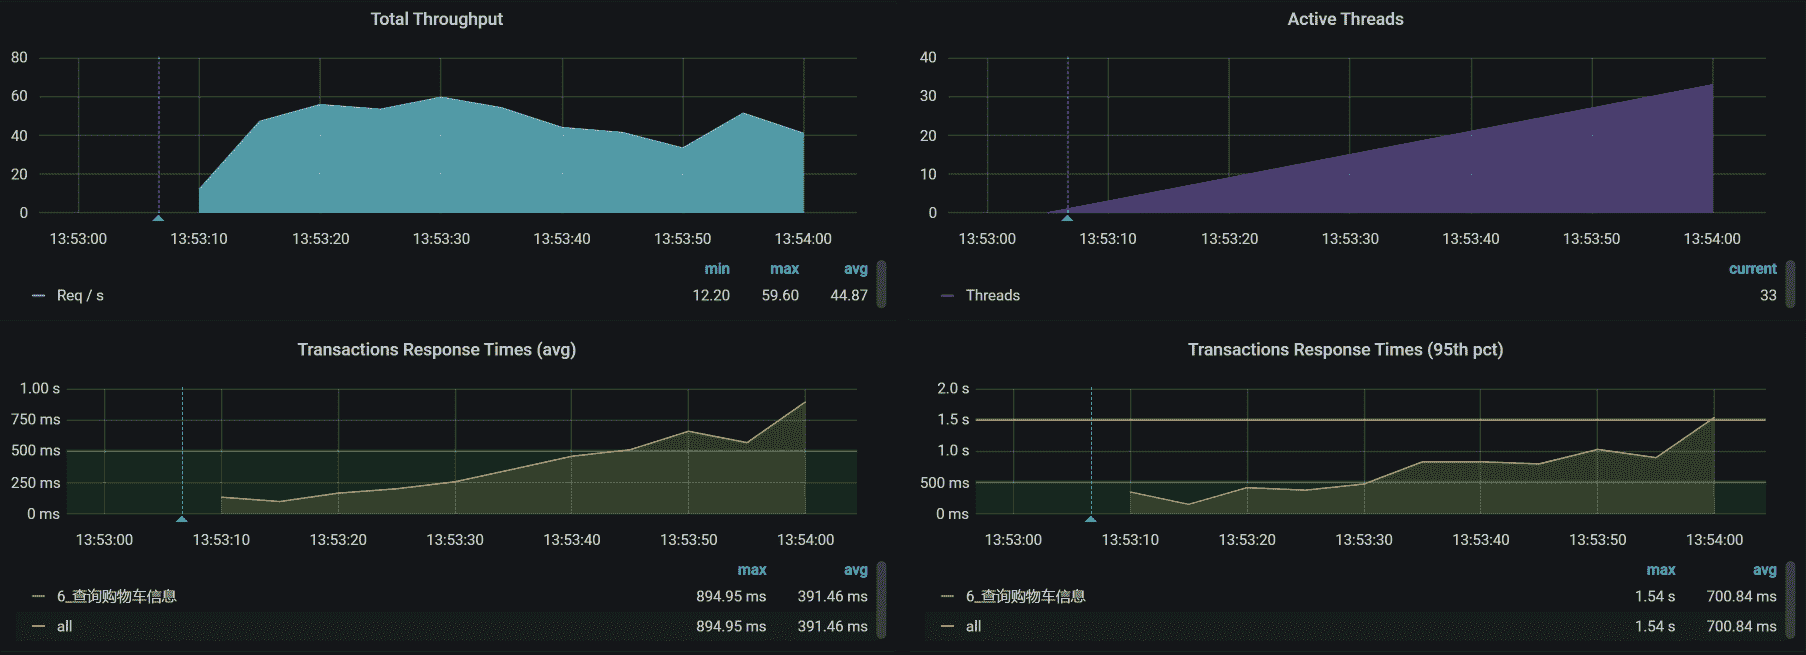 Total Throughput
80
60
40
20
0
13:53:00 13:53:10 13:53:20 13:53:30 13:53:40 13:53:50 13:54:00
min max avg
Req / s 12.20 59.60 44.87
Active Threads
40
30
20
10
0
13:53:00 13:53:10 13:53:20 13:53:30 13:53:40 13:53:50 13:54:00
current
Threads 33
Transactions Response Times (avg)
1.00 s
750 ms
500 ms
250 ms
0 ms
13:53:00 13:53:10 13:53:20 13:53:30 13:53:40 13:53:50 13:54:00
max avg
6_查询购物车信息 894.95 ms 391.46 ms
all 894.95 ms 391.46 ms
Transactions Response Times (95th pct)
2.0 s
1.5 s
1.0 s
500 ms
0 ms
13:53:00 13:53:10 13:53:20 13:53:30 13:53:40 13:53:50 13:54:00
max avg
6_查询购物车信息 1.54 s 700.84 ms
all 1.54 s 700.84 ms